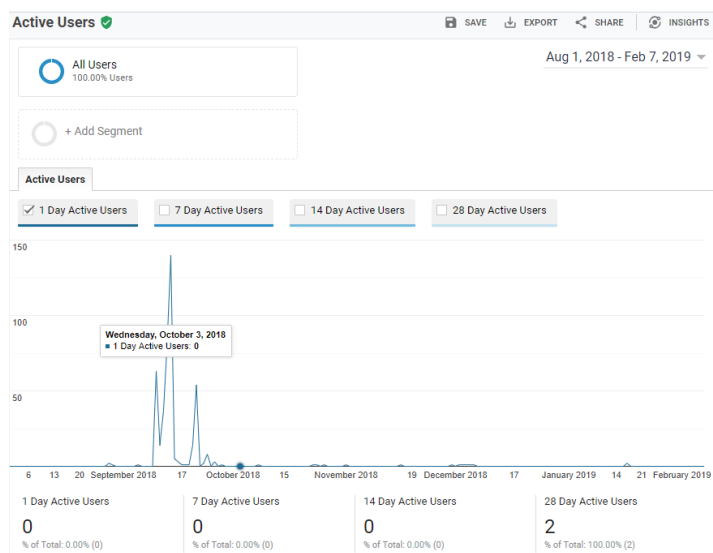 Active Users
SAVE EXPORT SHARE INSIGHTS
All Users
100.00% Users
Aug 1, 2018 - Feb 7, 2019
+ Add Segment
Active Users
1 Day Active Users 7 Day Active Users 14 Day Active Users 28 Day Active Users
150
100
Wednesday, October 3, 2018
1 Day Active Users: 0
50
6 13 20 September 2018 17 October 2018 15 November 2018 19 December 2018 17 January 2019 14 21 February 2019
1 Day Active Users 7 Day Active Users 14 Day Active Users 28 Day Active Users
0 0 0 2
% of Total: 0.00% (0) % of Total: 0.00% (0) % of Total: 0.00% (0) % of Total: 100.00% (2)